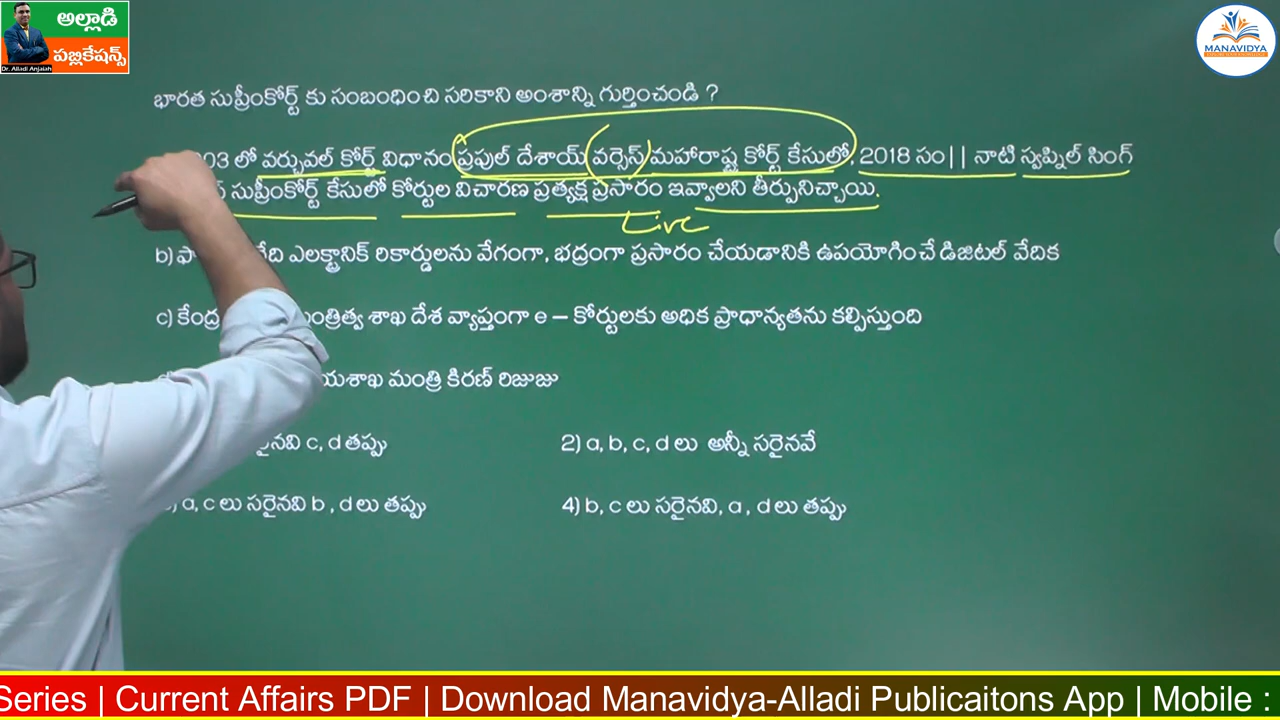 అల్లాడి
పబ్లికేషన్స్
Dr. Alladi Anjaiah
MANAVIDYA
భారత సుప్రీంకోర్ట్ కు సంబంధించి సరికాని అంశాన్ని గుర్తించండి ?
03 లో వర్చువల్ కోర్ట్ విధానం ప్రఫుల్ దేశాయ్ వర్సెస్ మహారాష్ట్ర కోర్ట్ కేసులో, 2018 సం|| నాటి స్వప్నిల్ సింగ్
సుప్రీంకోర్ట్ కేసులో కోర్టుల విచారణ ప్రత్యక్ష ప్రసారం ఇవ్వాలని తీర్పునిచ్చాయి.
Live
b) ఎలక్ట్రానిక్ రికార్డులను వేగంగా, భద్రంగా ప్రసారం చేయడానికి ఉపయోగించే డిజిటల్ వేదిక
c) కేంద్ర మంత్రిత్వ శాఖ దేశ వ్యాప్తంగా e – కోర్టులకు అధిక ప్రాధాన్యతను కల్పిస్తుంది
యశాఖ మంత్రి కిరణ్ రిజుజు
c, d తప్పు
2) a, b, c, d లు అన్నీ సరైనవే
a, c లు సరైనవి b , d లు తప్పు
4) b, c లు సరైనవి, a , d లు తప్పు
Series | Current Affairs PDF | Download Manavidya-Alladi Publicaitons App | Mobile :